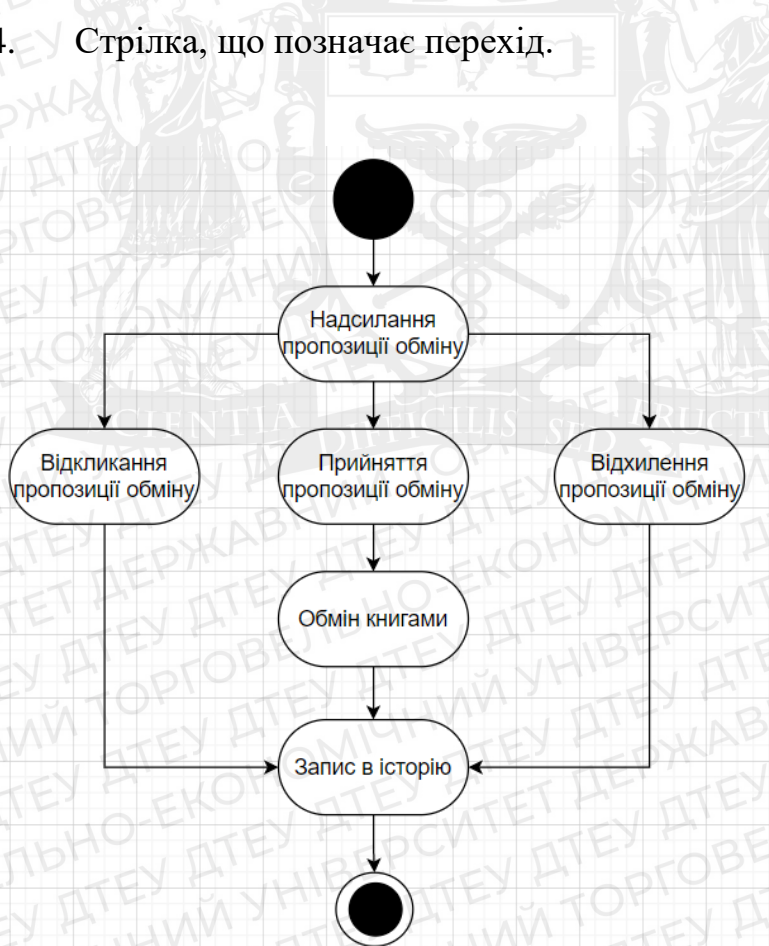 4. Стрілка, що позначає перехід.
Надсилання
пропозиції обміну
Відкликання
пропозиції обміну
Прийняття
пропозиції обміну
Відхилення
пропозиції обміну
Обмін книгами
Запис в історію